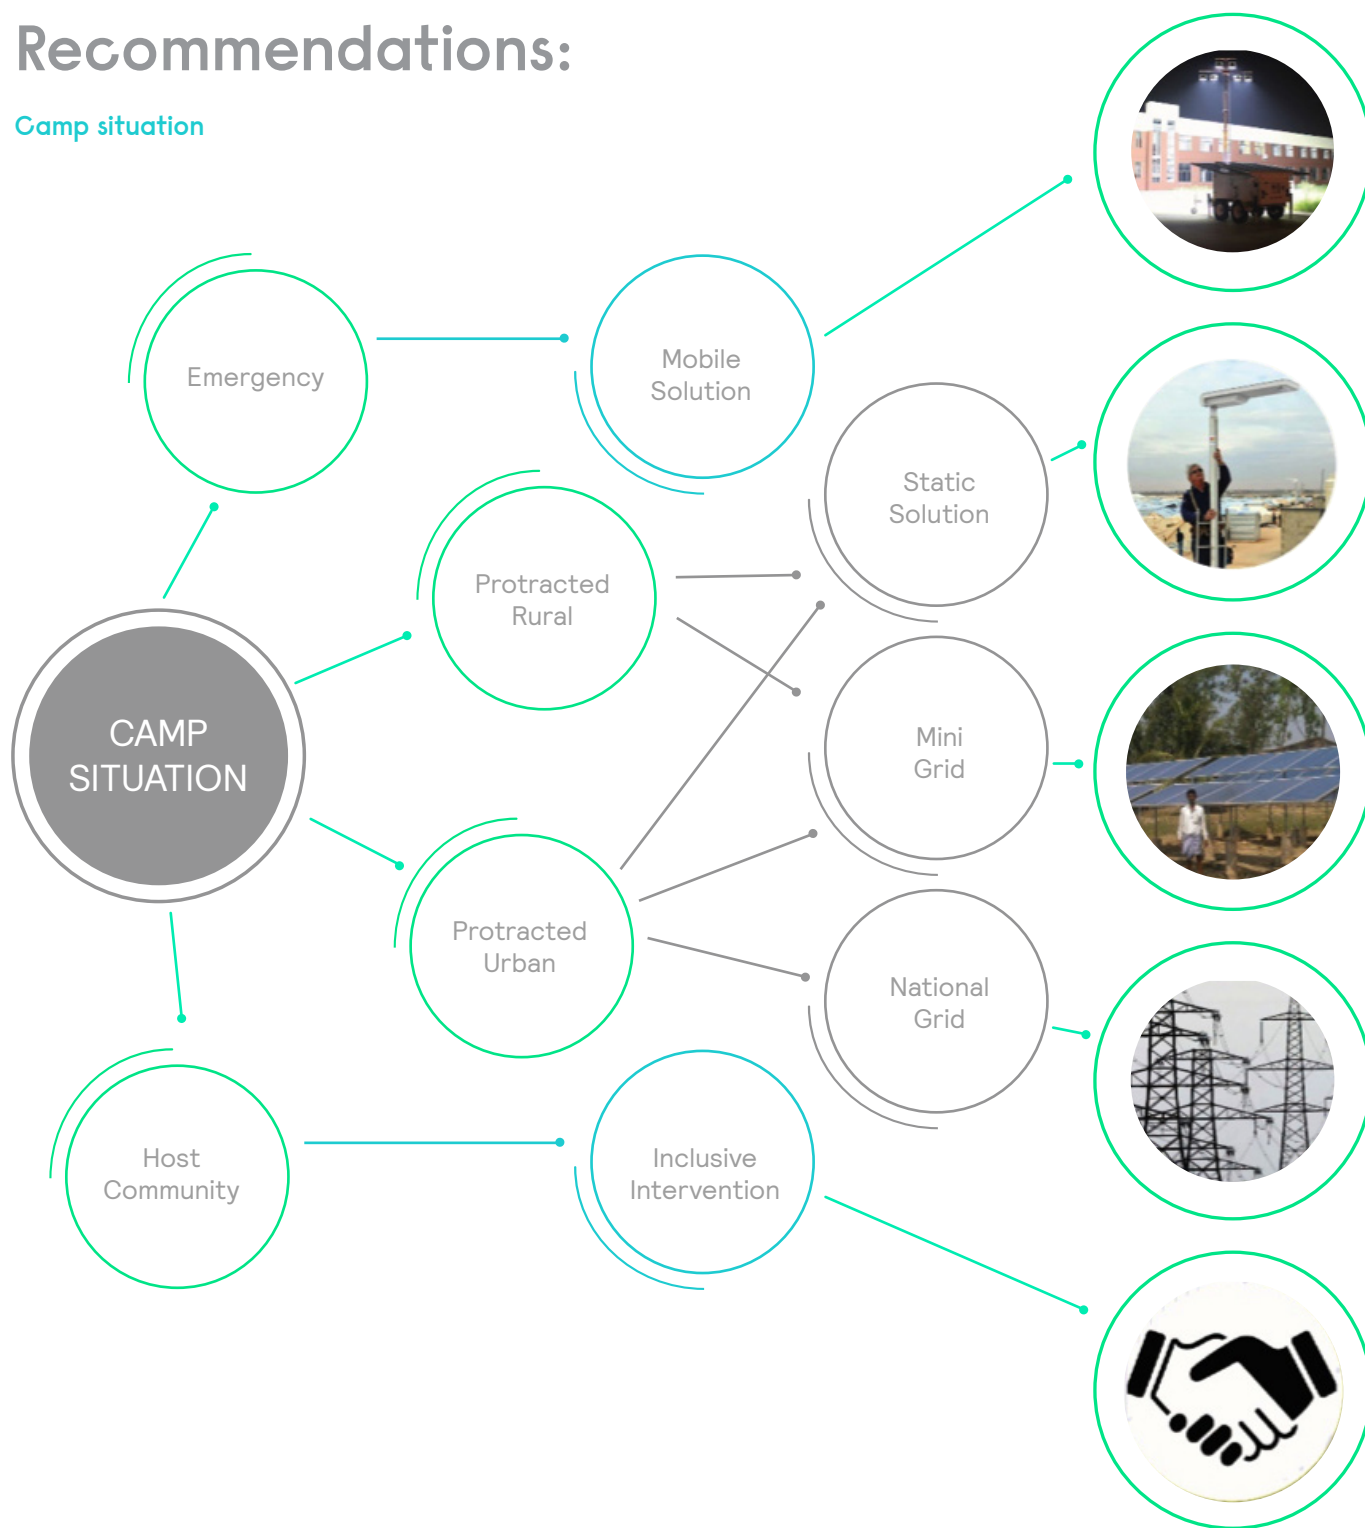 Recommendations:
Camp situation
Emergency
Mobile
Solution
Static
Solution
Protracted
Rural
CAMP
SITUATION
Mini
Grid
Protracted
Urban
National
Grid
Host
Community
Inclusive
Intervention